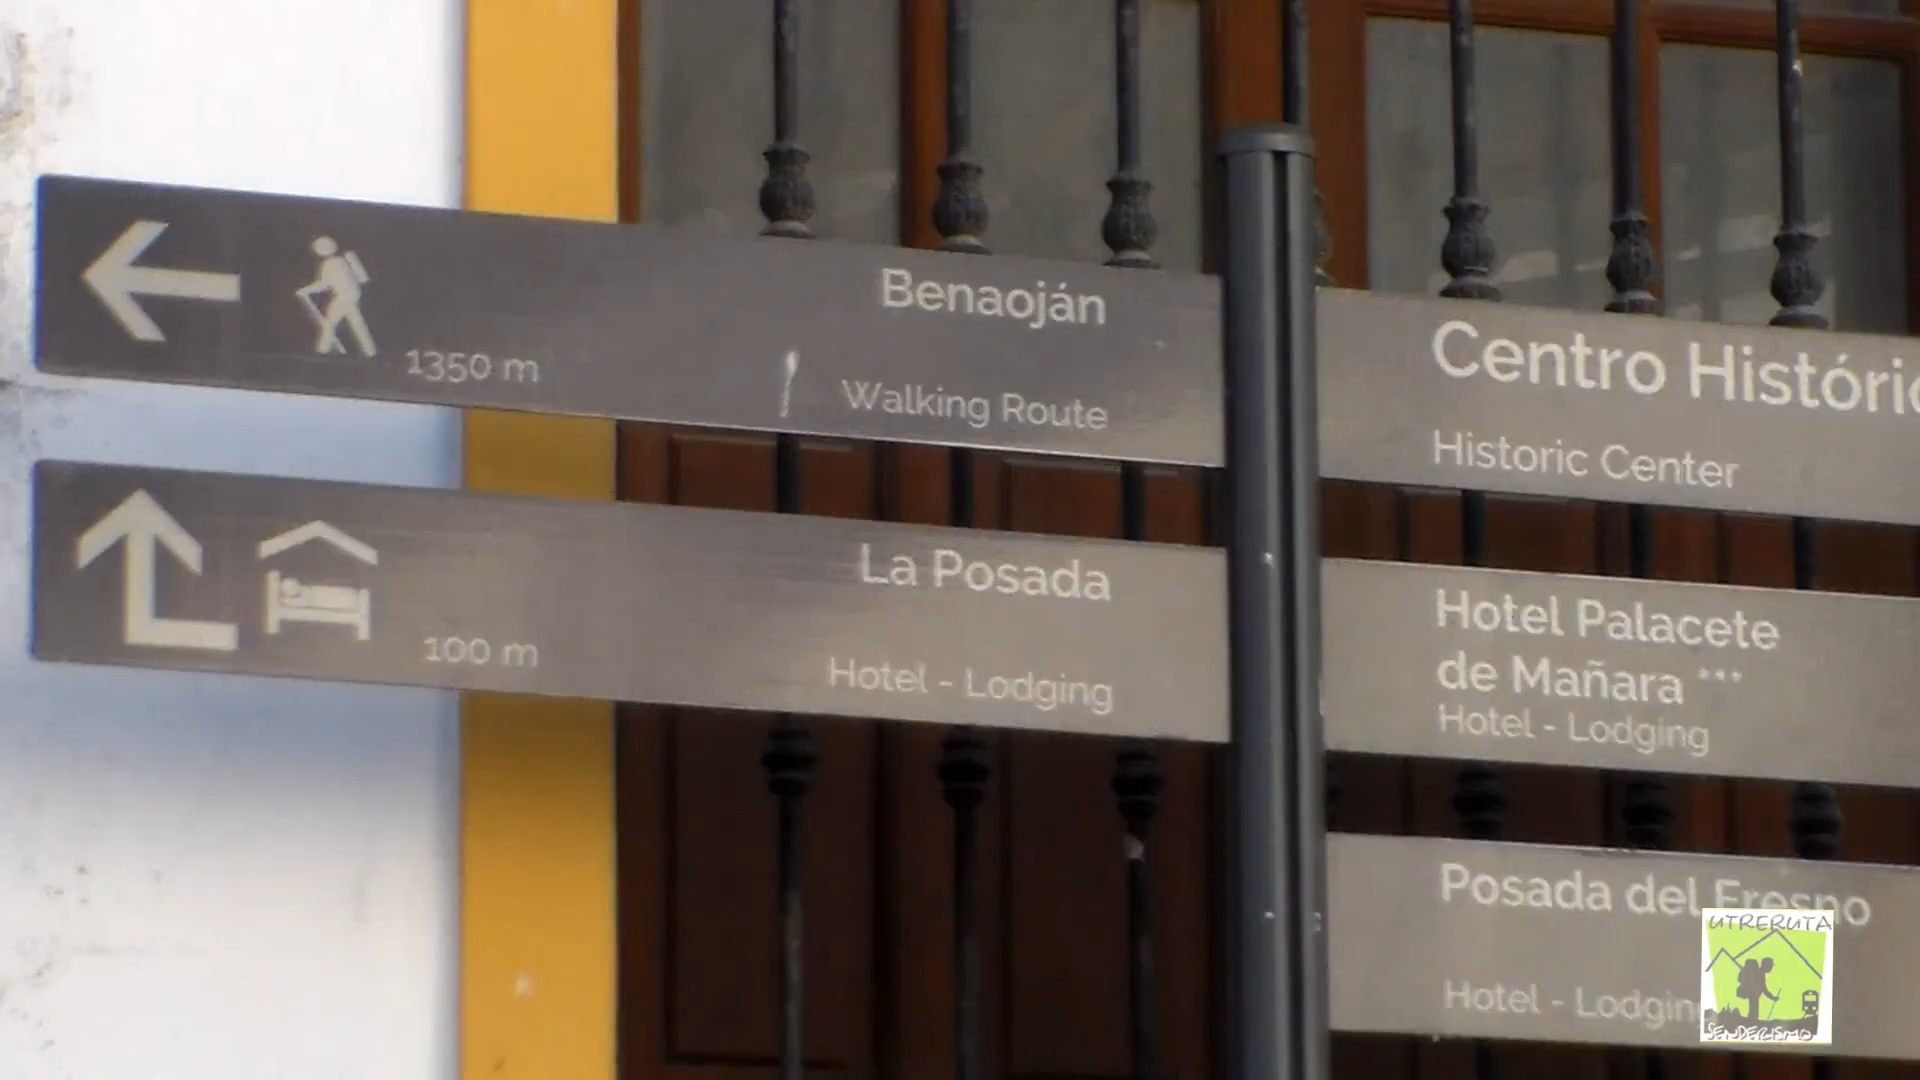 Benaoján
1350 m
Walking Route
La Posada
100 m
Hotel - Lodging
Centro Históric
Historic Center
Hotel Palacete
de Mañara ***
Hotel - Lodging
Posada del Fresno
Hotel - Lodging
UTRERUTA
SENDERISMO